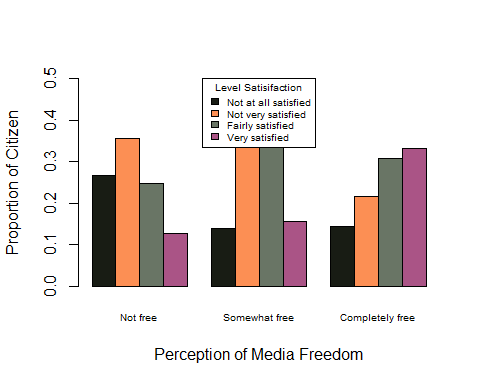 Level Satisifaction
Not at all satisfied
Not very satisfied
Fairly satisfied
Very satisfied
Proportion of Citizen
0.5
0.4
0.3
0.2
0.1
0.0
Not free
Somewhat free
Completely free
Perception of Media Freedom